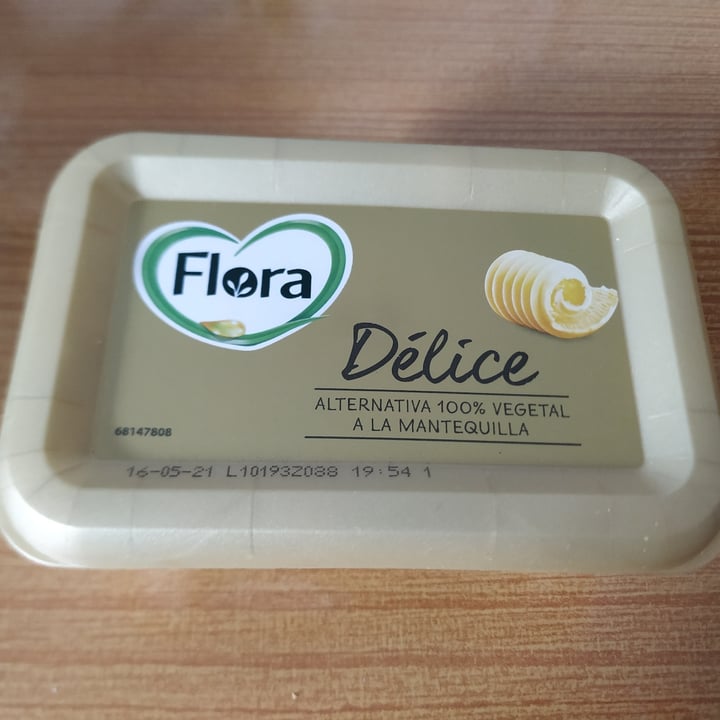 Flora
Délice
ALTERNATIVA 100% VEGETAL
A LA MANTEQUILLA
68147808
16-05-21 L10193Z088 19:54 1